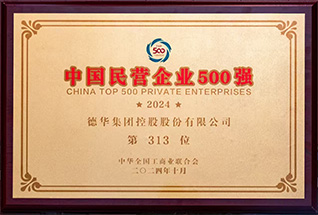 500
中国民营企业500强
CHINA TOP 500 PRIVATE ENTERPRISES
★ 2024 ★
德华集团控股股份有限公司
第 313 位
中华全国工商业联合会
二〇二四年十月